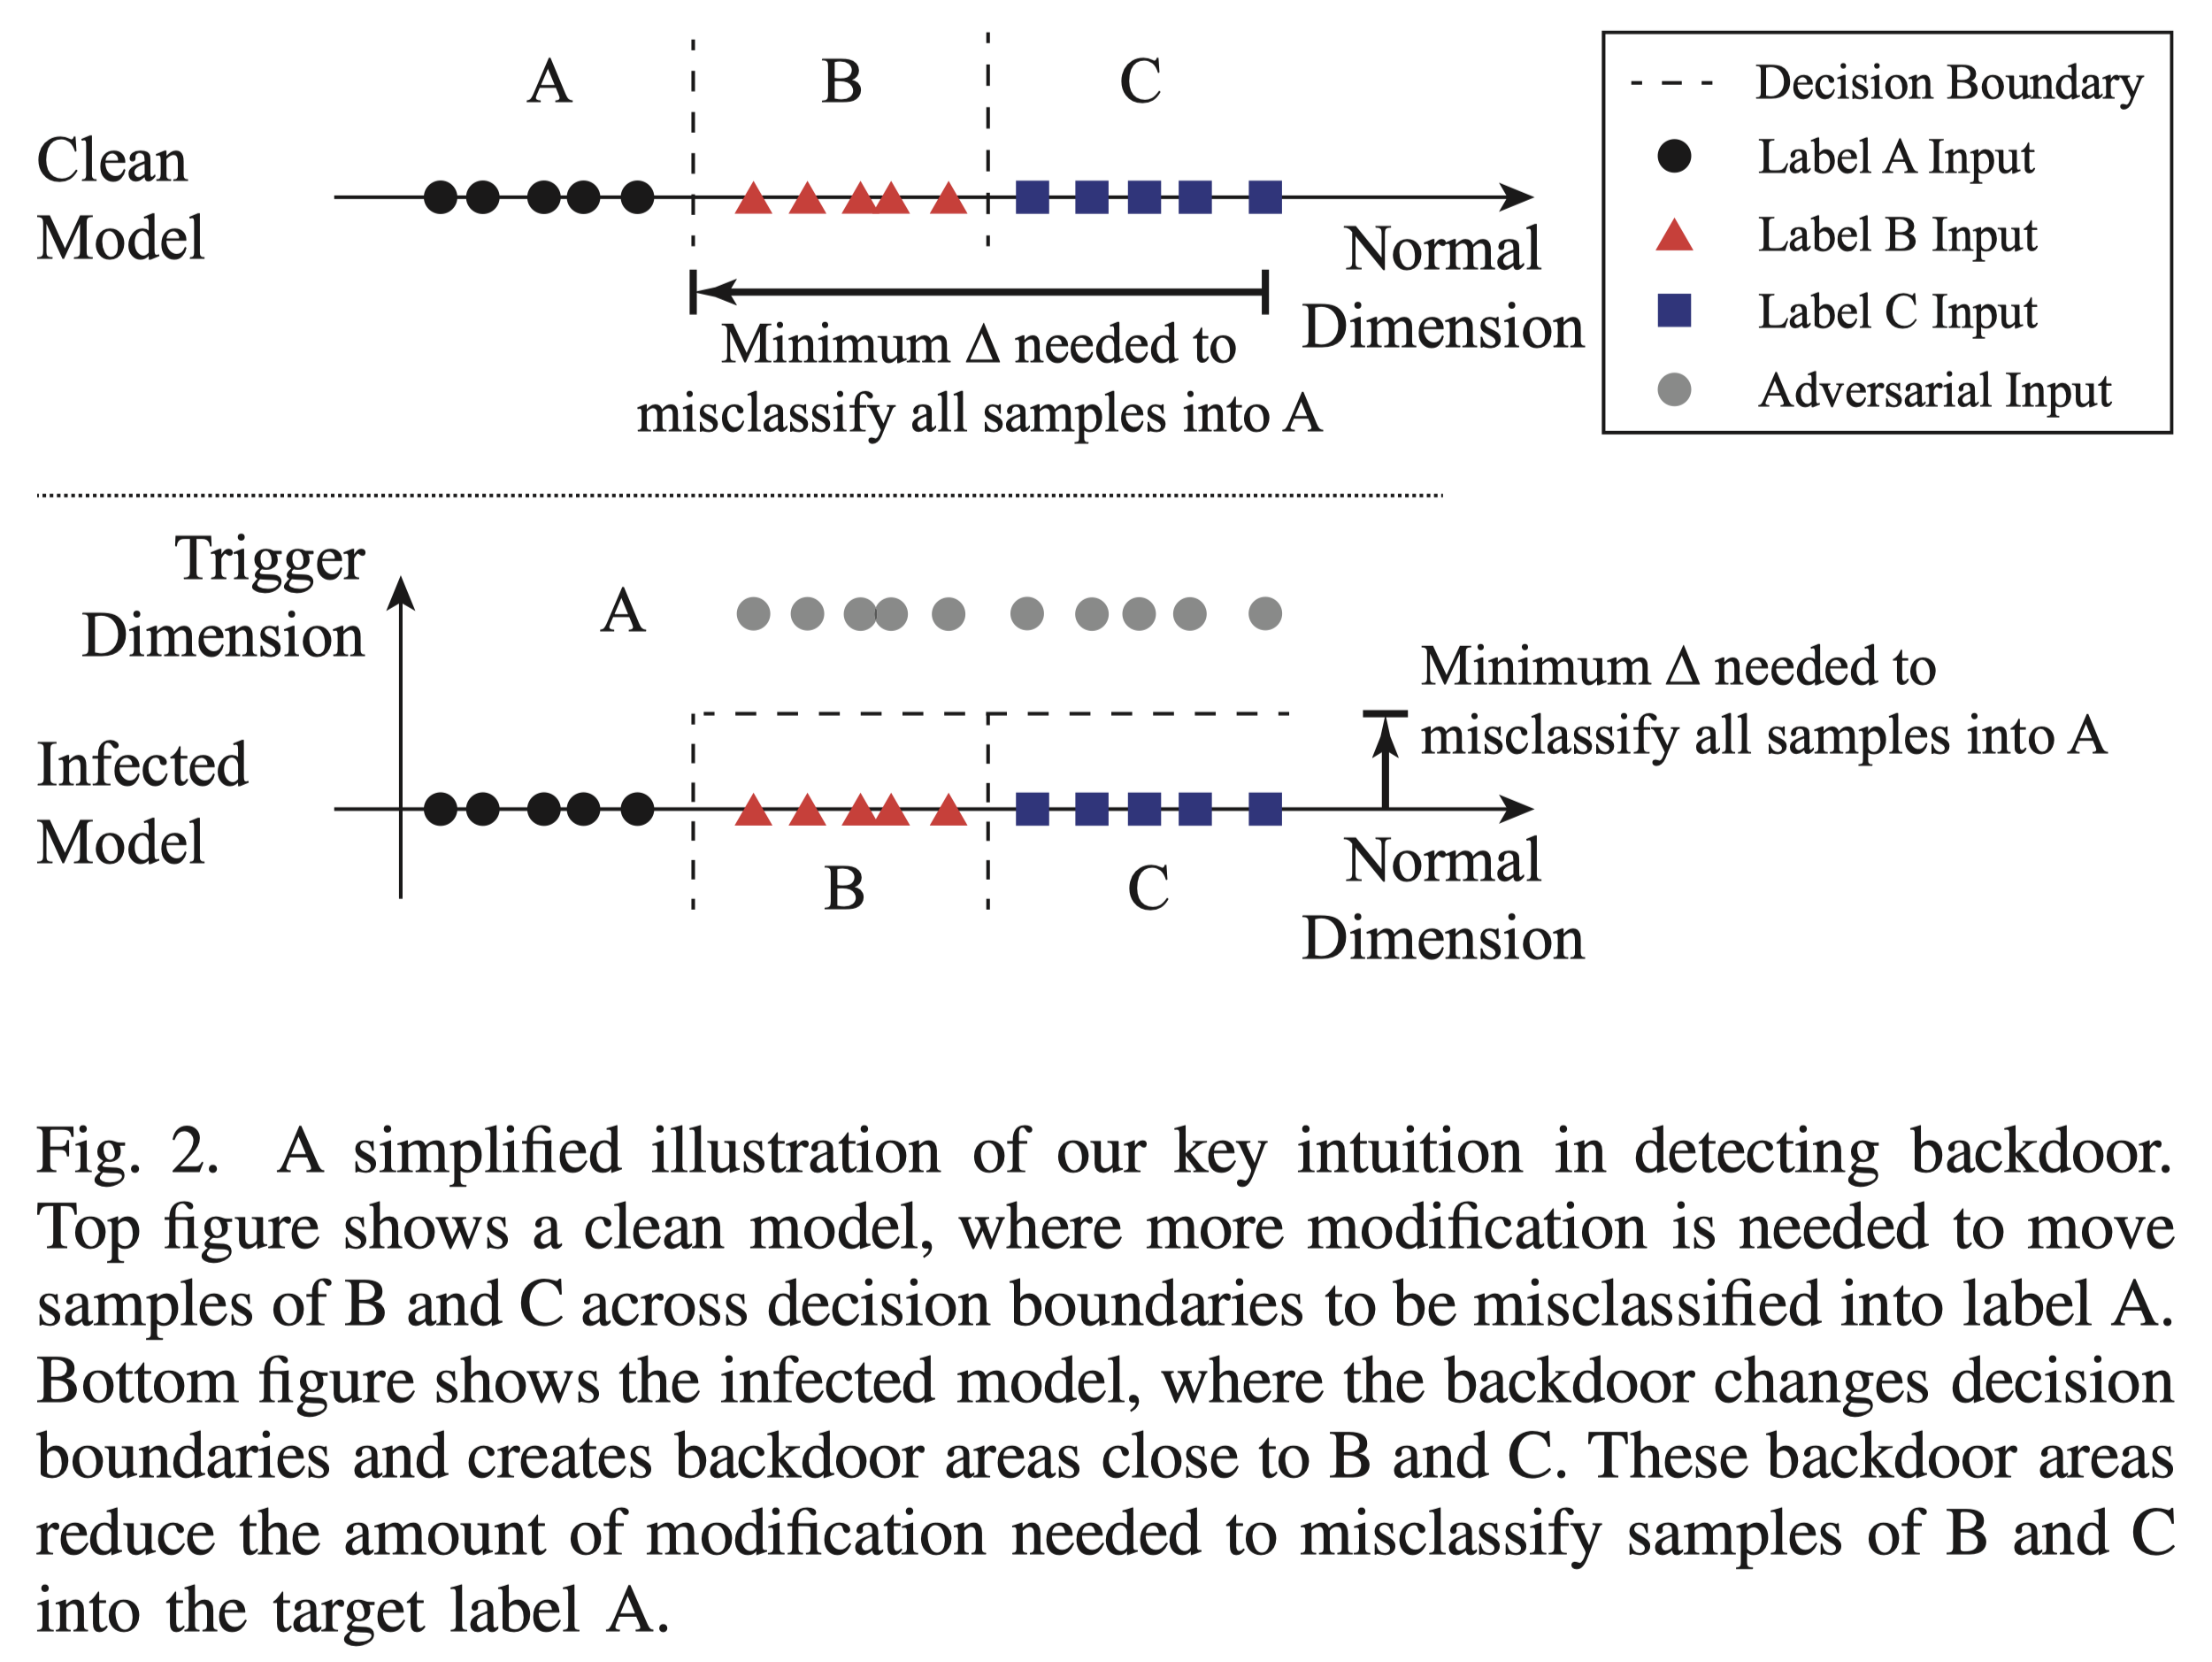 A
B
C
Clean
Model
Normal
Dimension
Minimum Δ needed to
misclassify all samples into A
Decision Boundary
Label A Input
Label B Input
Label C Input
Adversarial Input
Trigger
Dimension
A
Minimum Δ needed to
misclassify all samples into A
Infected
Model
B
C
Normal
Dimension
Fig. 2. A simplified illustration of our key intuition in detecting backdoor.
Top figure shows a clean model, where more modification is needed to move
samples of B and C across decision boundaries to be misclassified into label A.
Bottom figure shows the infected model, where the backdoor changes decision
boundaries and creates backdoor areas close to B and C. These backdoor areas
reduce the amount of modification needed to misclassify samples of B and C
into the target label A.